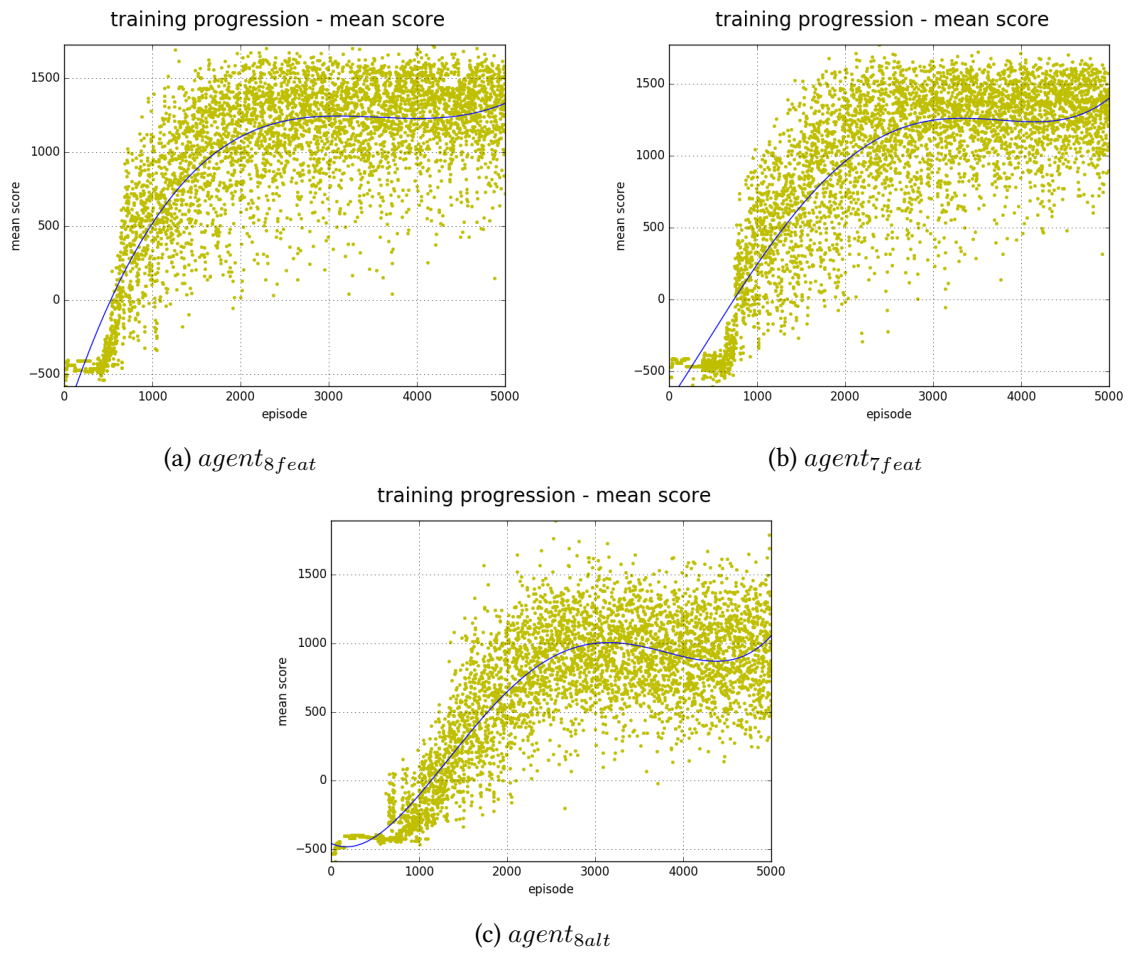 training progression - mean score
1500
1000
500
0
−500
mean score
0 1000 2000 3000 4000 5000
episode
(a) agent8feat
training progression - mean score
1500
1000
500
0
−500
mean score
0 1000 2000 3000 4000 5000
episode
(b) agent7feat
training progression - mean score
1500
1000
500
0
−500
mean score
0 1000 2000 3000 4000 5000
episode
(c) agent8alt